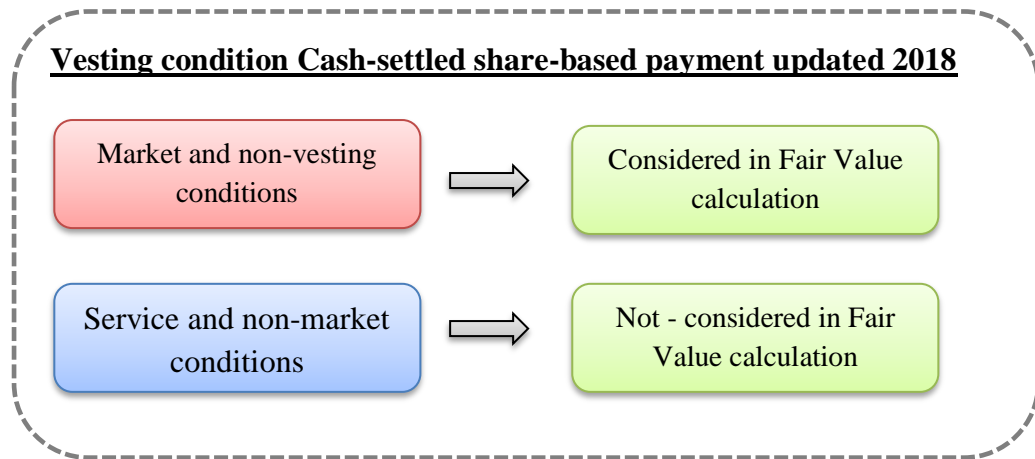 Vesting condition Cash-settled share-based payment updated 2018
Market and non-vesting
conditions
Considered in Fair Value
calculation
Service and non-market
conditions
Not - considered in Fair
Value calculation